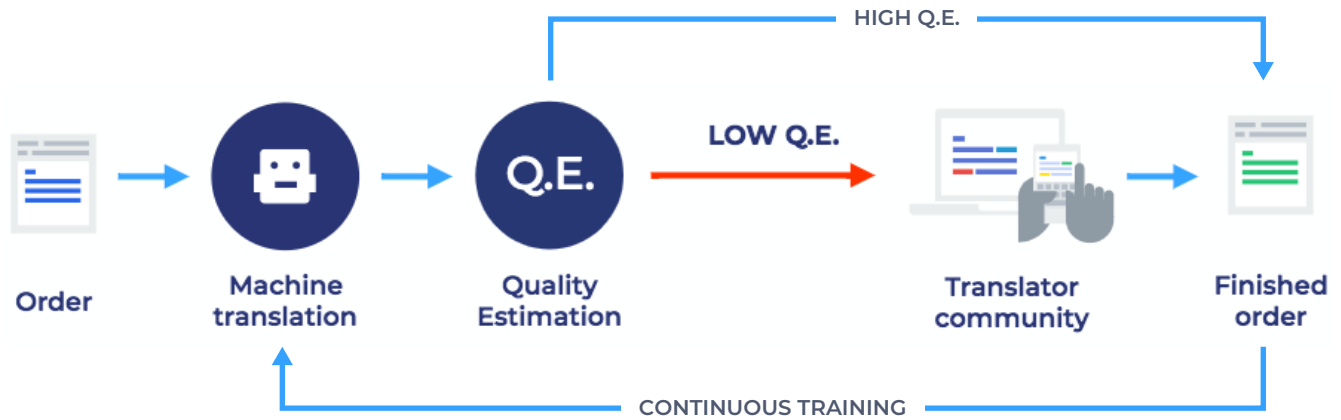 HIGH Q.E.
LOW Q.E.
Q.E.
Order
Machine
translation
Quality
Estimation
Translator
community
Finished
order
CONTINUOUS TRAINING